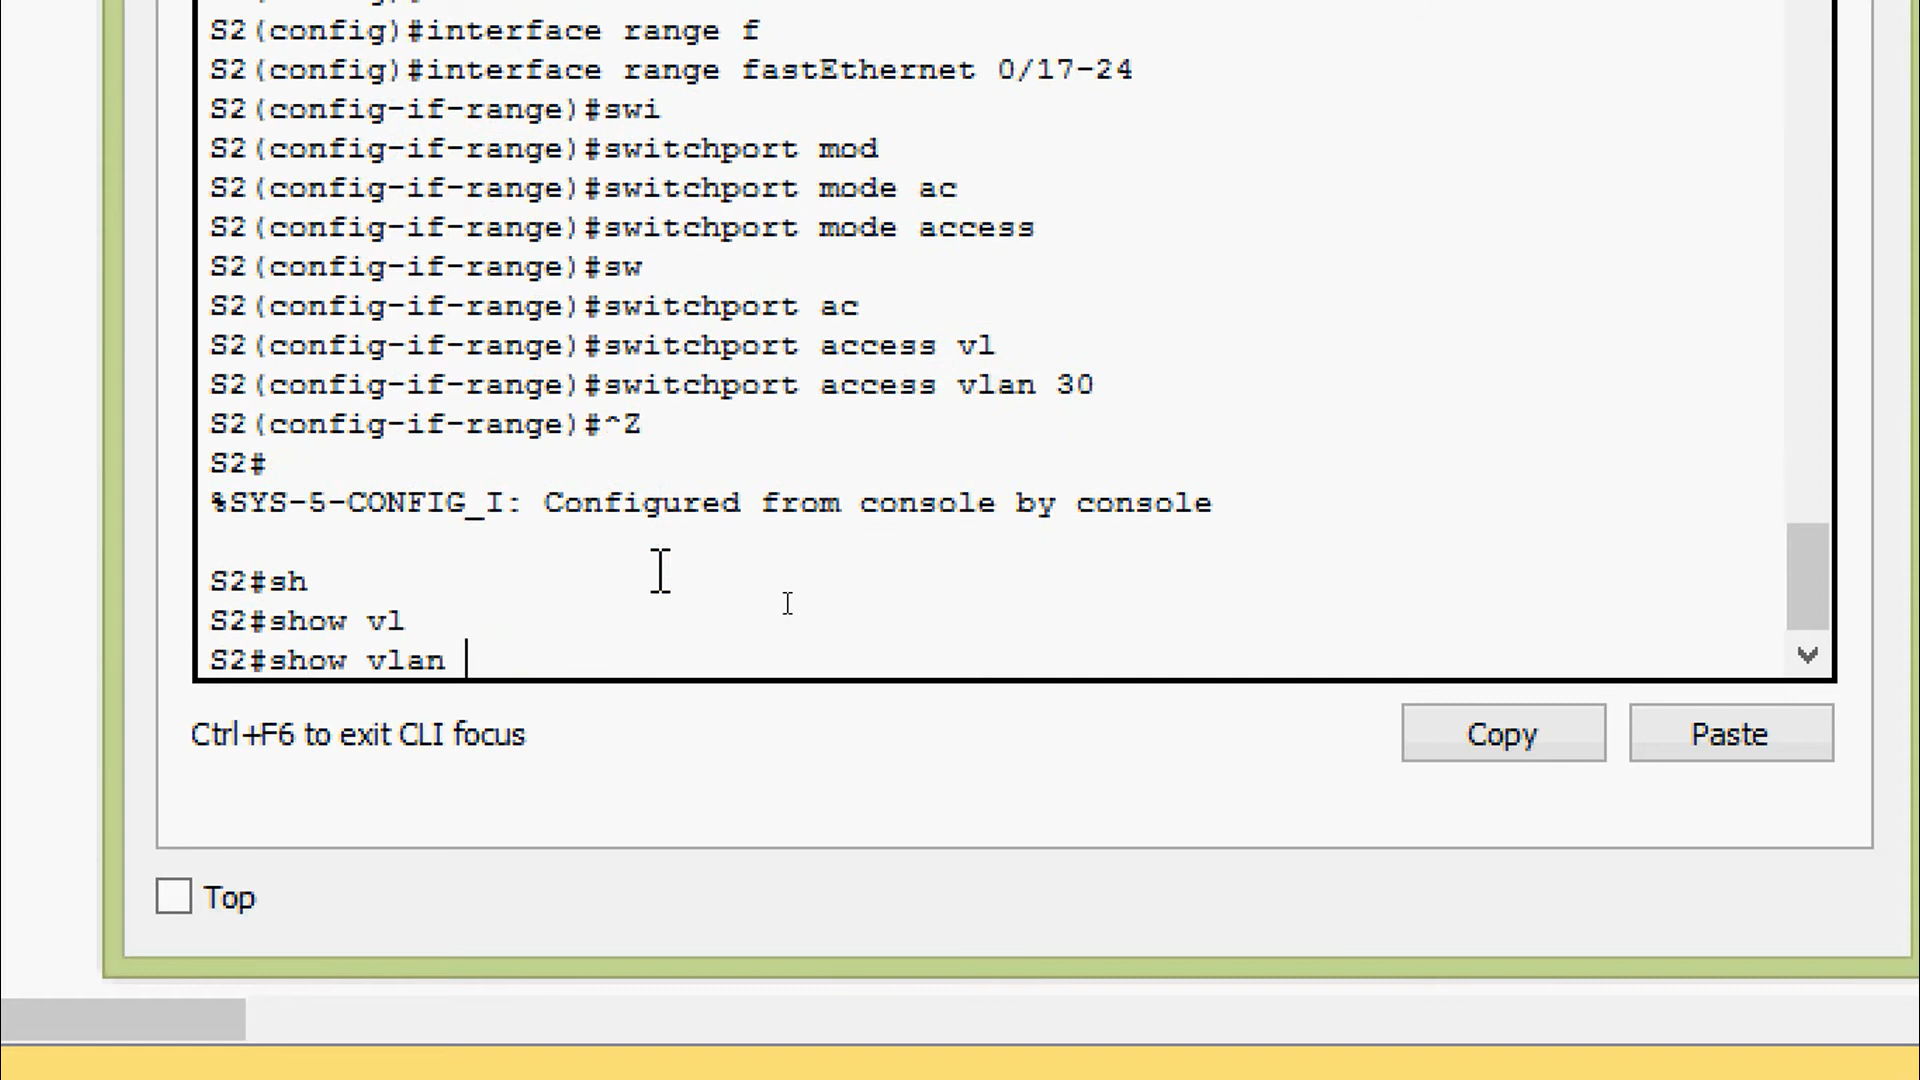 S2(config)#interface range f
S2(config)#interface range fastEthernet 0/17-24
S2(config-if-range)#swi
S2(config-if-range)#switchport mod
S2(config-if-range)#switchport mode ac
S2(config-if-range)#switchport mode access
S2(config-if-range)#sw
S2(config-if-range)#switchport ac
S2(config-if-range)#switchport access vl
S2(config-if-range)#switchport access vlan 30
S2(config-if-range)#^Z
S2#
%SYS-5-CONFIG_I: Configured from console by console
S2#sh
S2#show vl
S2#show vlan
Ctrl+F6 to exit CLI focus
Copy
Paste
Top